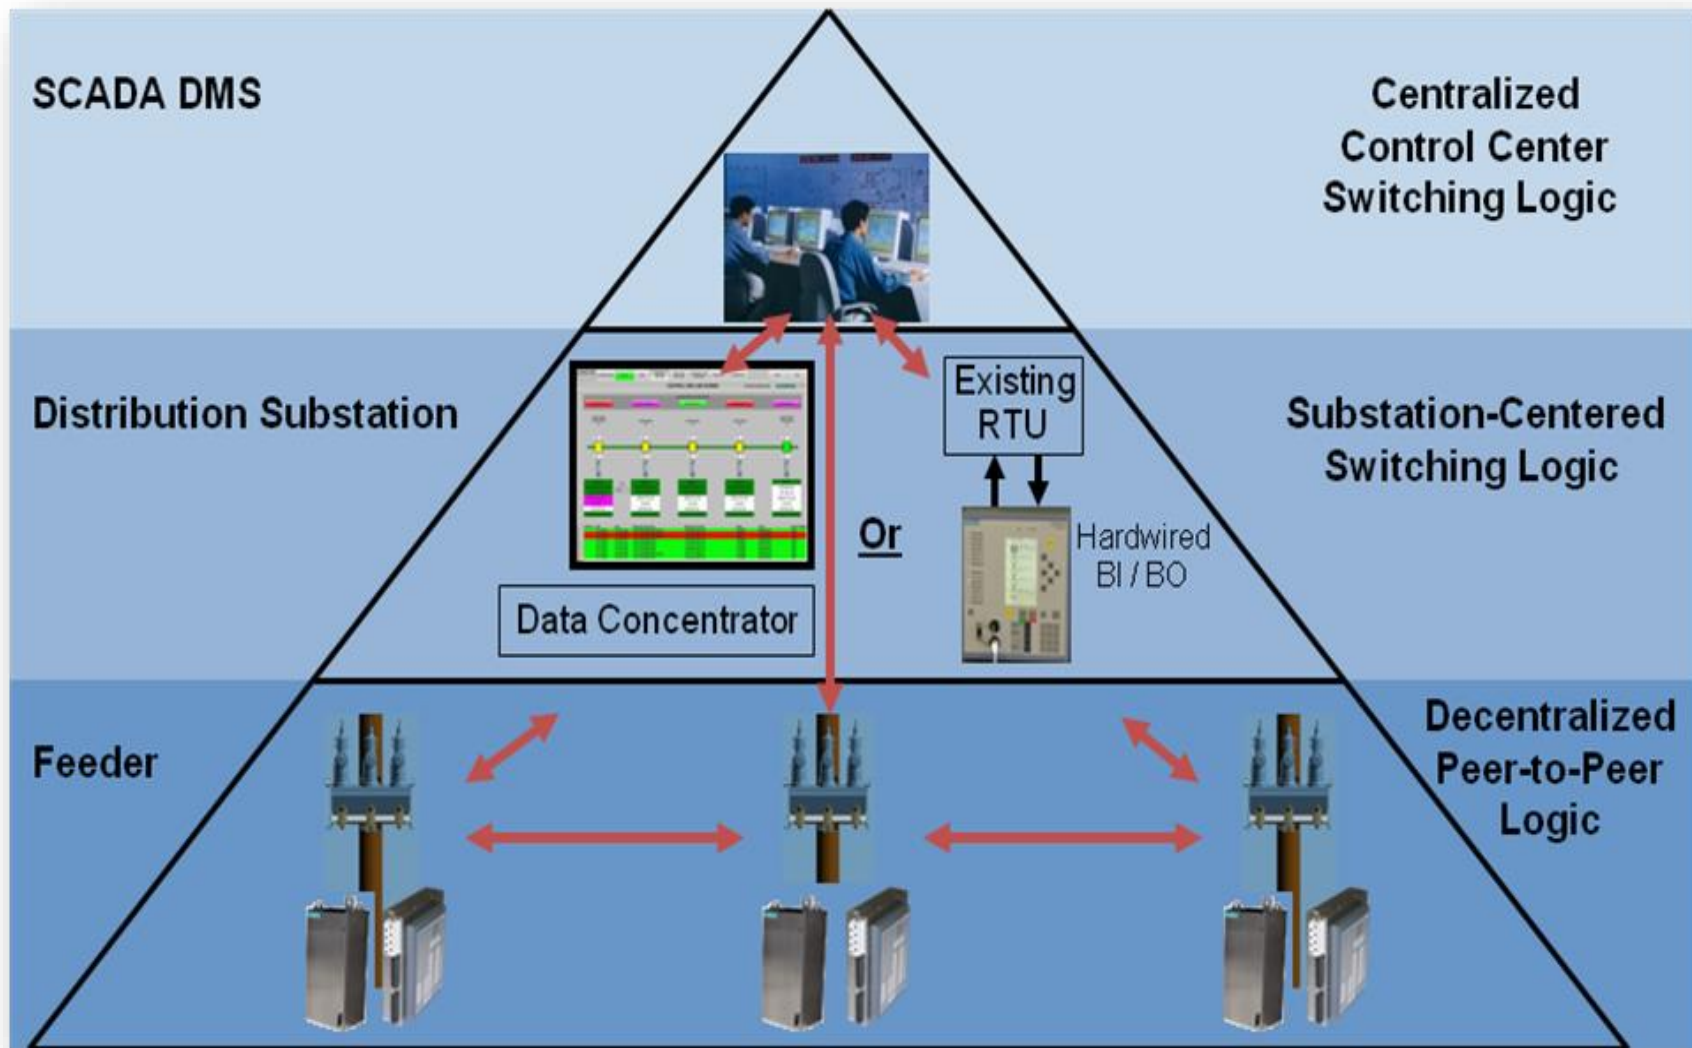 SCADA DMS
Centralized
Control Center
Switching Logic
Distribution Substation
Existing
RTU
Substation-Centered
Switching Logic
Or
Hardwired
BI / BO
Data Concentrator
Feeder
Decentralized
Peer-to-Peer
Logic